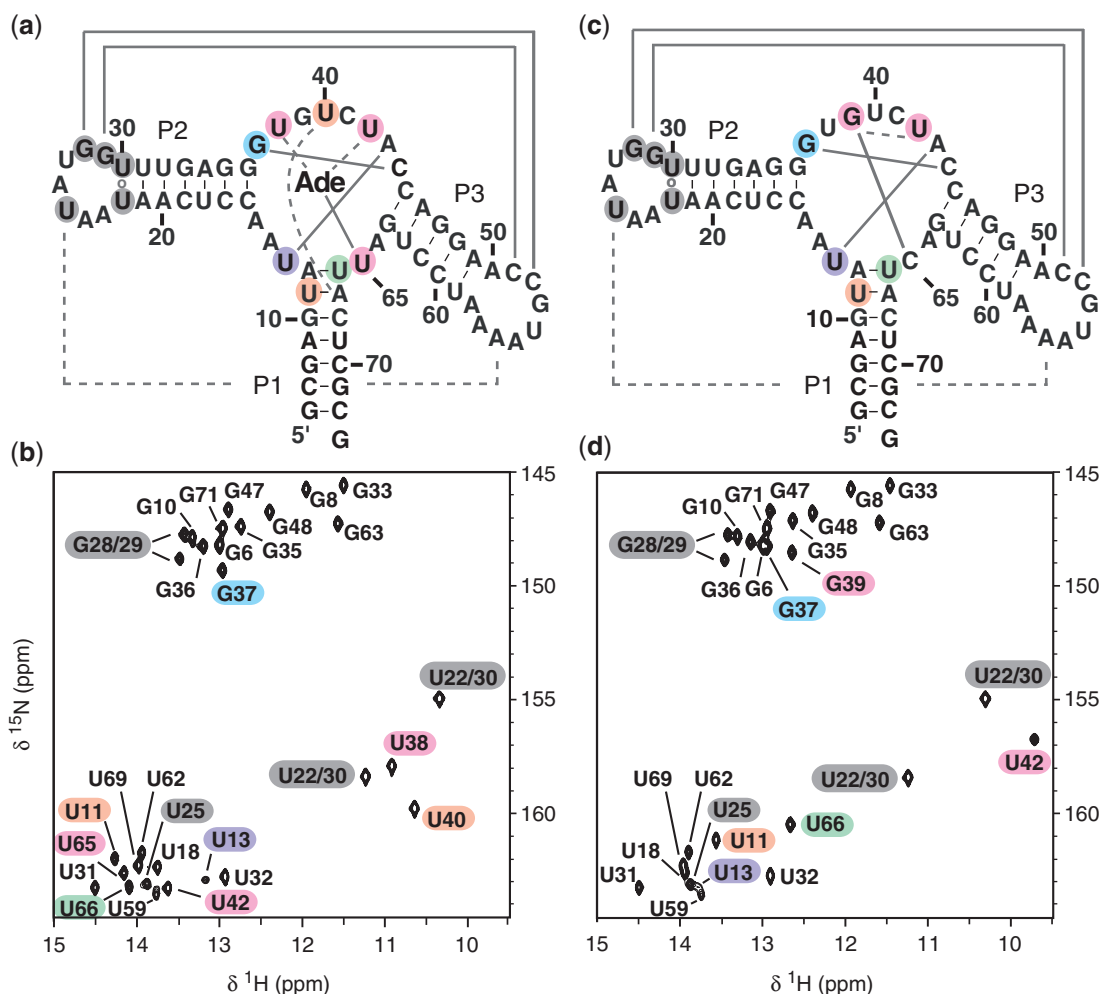 (a)
40
30
P2
P3
20
50
60
65
10
70
P1
Ade
GCGAGUAUAACCUCAAUAAUAUGGUUUGAGGGUGUCUACCAGGAACCGUAAAAUCCUGAUUACUCGCG
5'
(c)
40
30
P2
P3
20
50
60
65
10
70
P1
GCGAGUAUAACCUCAAUAAUAUGGUUUGAGGGUGUCUACCAGGAACCGUAAAAUCCUGACUACUCGCG
5'
(b)
G10
G71
G47
G8
G33
G28/29
G48
G63
G35
G36
G6
G37
U22/30
U38
U22/30
U40
U69
U62
U11
U25
U65
U18
U13
U31
U32
U66
U59
U42
15 14 13 12 11 10
δ 1H (ppm)
145
150
155
160
δ 15N (ppm)
(d)
G10
G71
G47
G8
G33
G28/29
G48
G63
G35
G36
G6
G39
G37
U22/30
U42
U22/30
U69
U62
U25
U66
U11
U18
U13
U31
U32
U59
15 14 13 12 11 10
δ 1H (ppm)
145
150
155
160